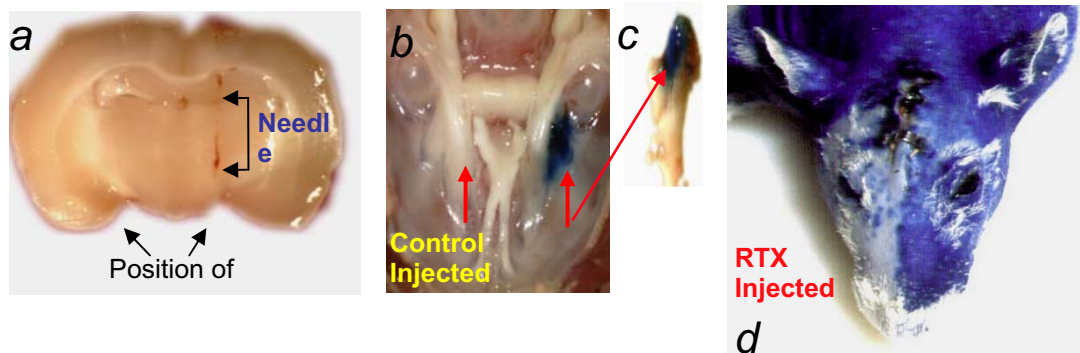 a
Needl
e
Position of
b
Control
Injected
c
RTX
Injected
d